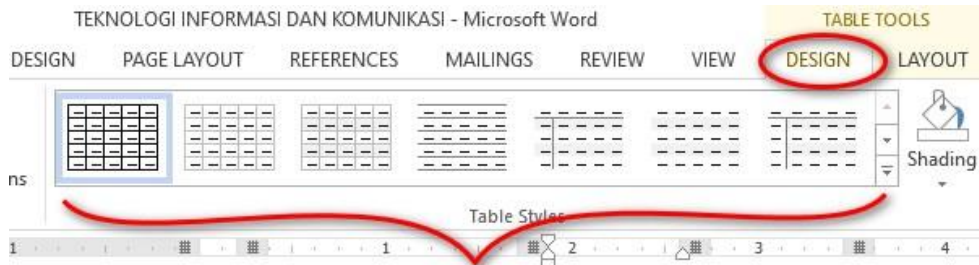 TEKNOLOGI INFORMASI DAN KOMUNIKASI - Microsoft Word TABLE TOOLS
DESIGN PAGE LAYOUT REFERENCES MAILINGS REVIEW VIEW DESIGN LAYOUT
Shading
ns
Table Styles
1 1 2 3 4